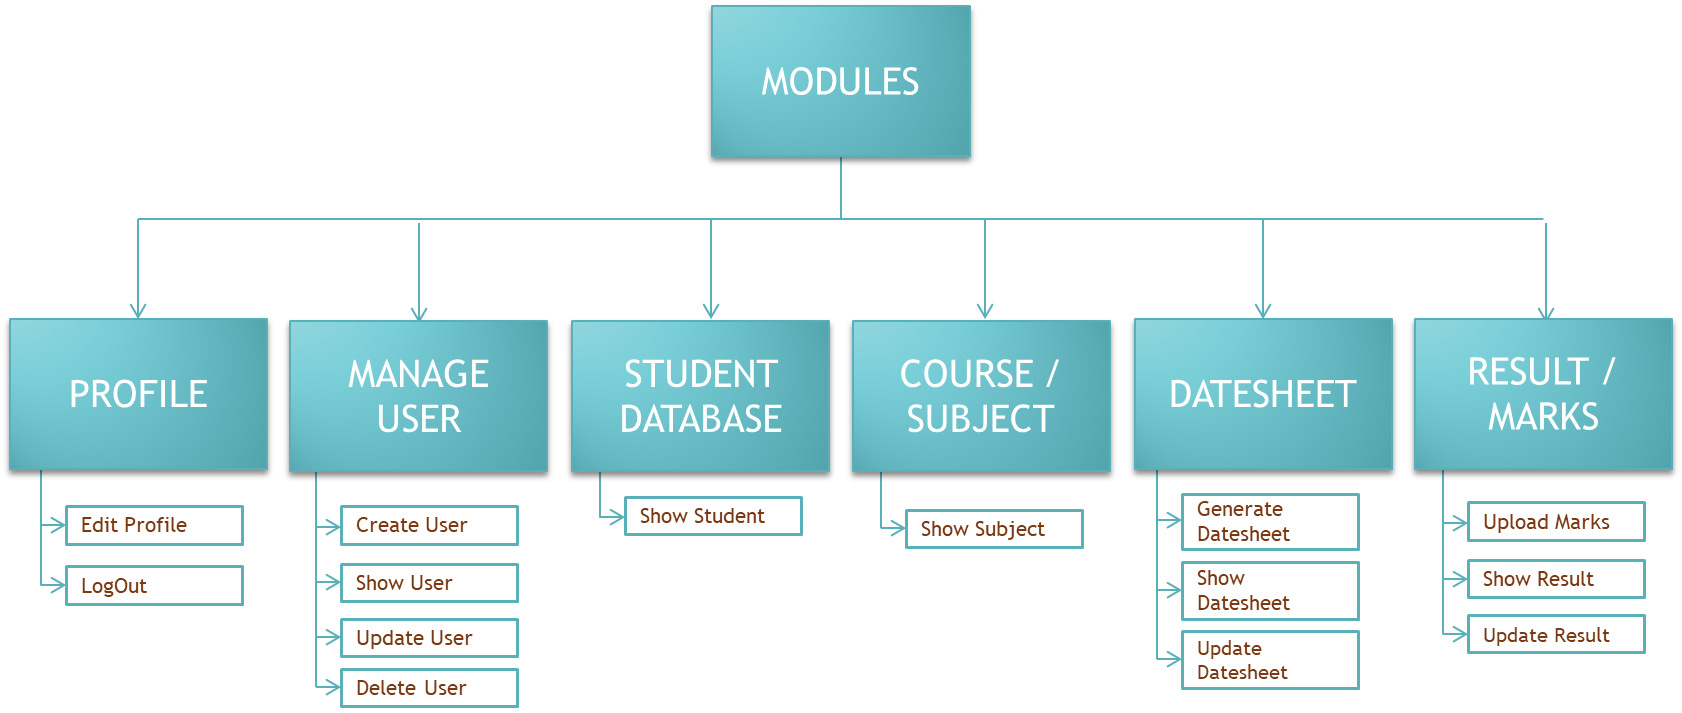 MODULES
PROFILE
MANAGE
USER
STUDENT
DATABASE
COURSE /
SUBJECT
DATESHEET
RESULT /
MARKS
Edit Profile
LogOut
Create User
Show User
Update User
Delete User
Show Student
Show Subject
Generate
Datesheet
Show
Datesheet
Update
Datesheet
Upload Marks
Show Result
Update Result